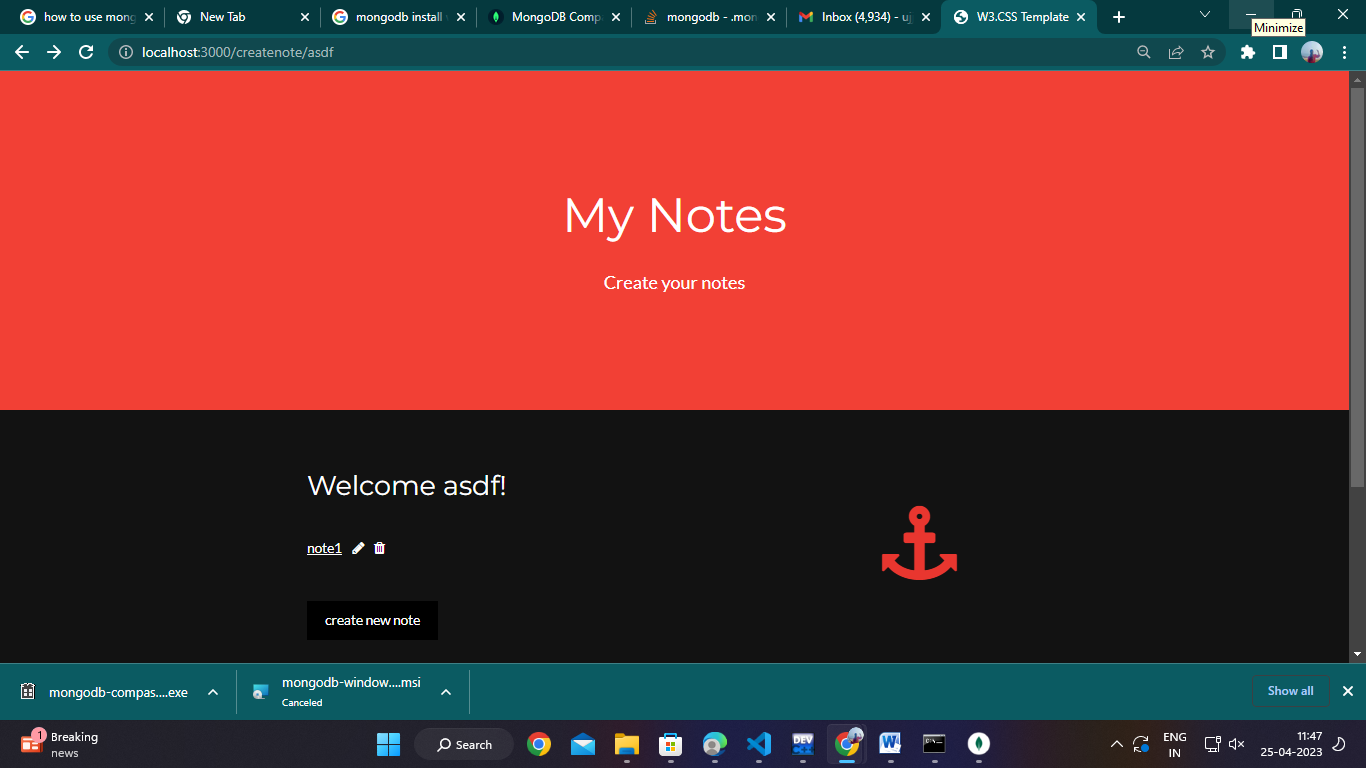 how to use mong
New Tab
mongodb install
MongoDB Comp
mongodb - .mon
Inbox (4,934) - uj
W3.CSS Template
Minimize
localhost:3000/createnote/asdf
My Notes
Create your notes
Welcome asdf!
note1
create new note
mongodb-compas....exe
mongodb-window....msi
Canceled
Show all
1
Breaking
news
Search
DEV
ENG
IN
11:47
25-04-2023